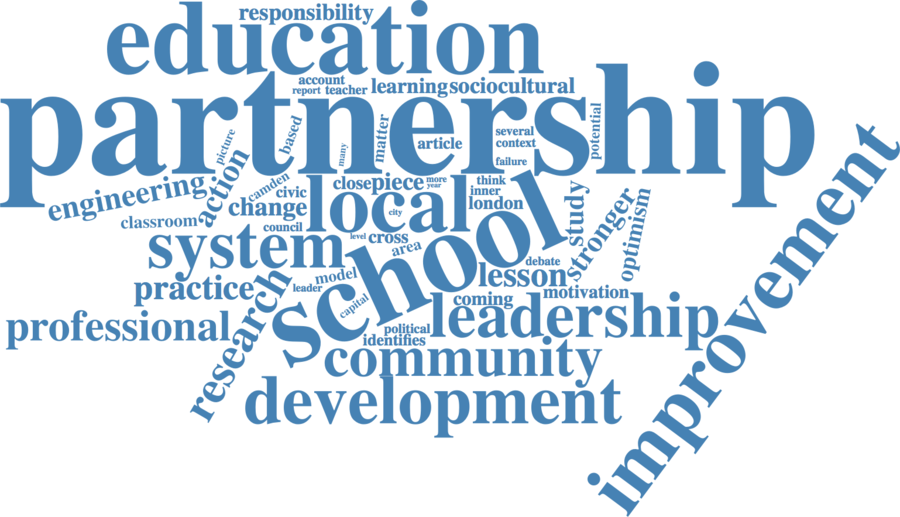 responsibility
education
account
report teacher
learning sociocultural
partnership
picture
based
many
matter
article
several
context
failure
potential
engineering
action
camden
civic
close piece
more
year
think
inner
london
classroom
change
local
city
council
study
stronger
optimism
system
level cross
area
school
debate
lesson
practice
research
leader
model
capital
coming
motivation
professional
political
identifies
leadership
community
development
improvement